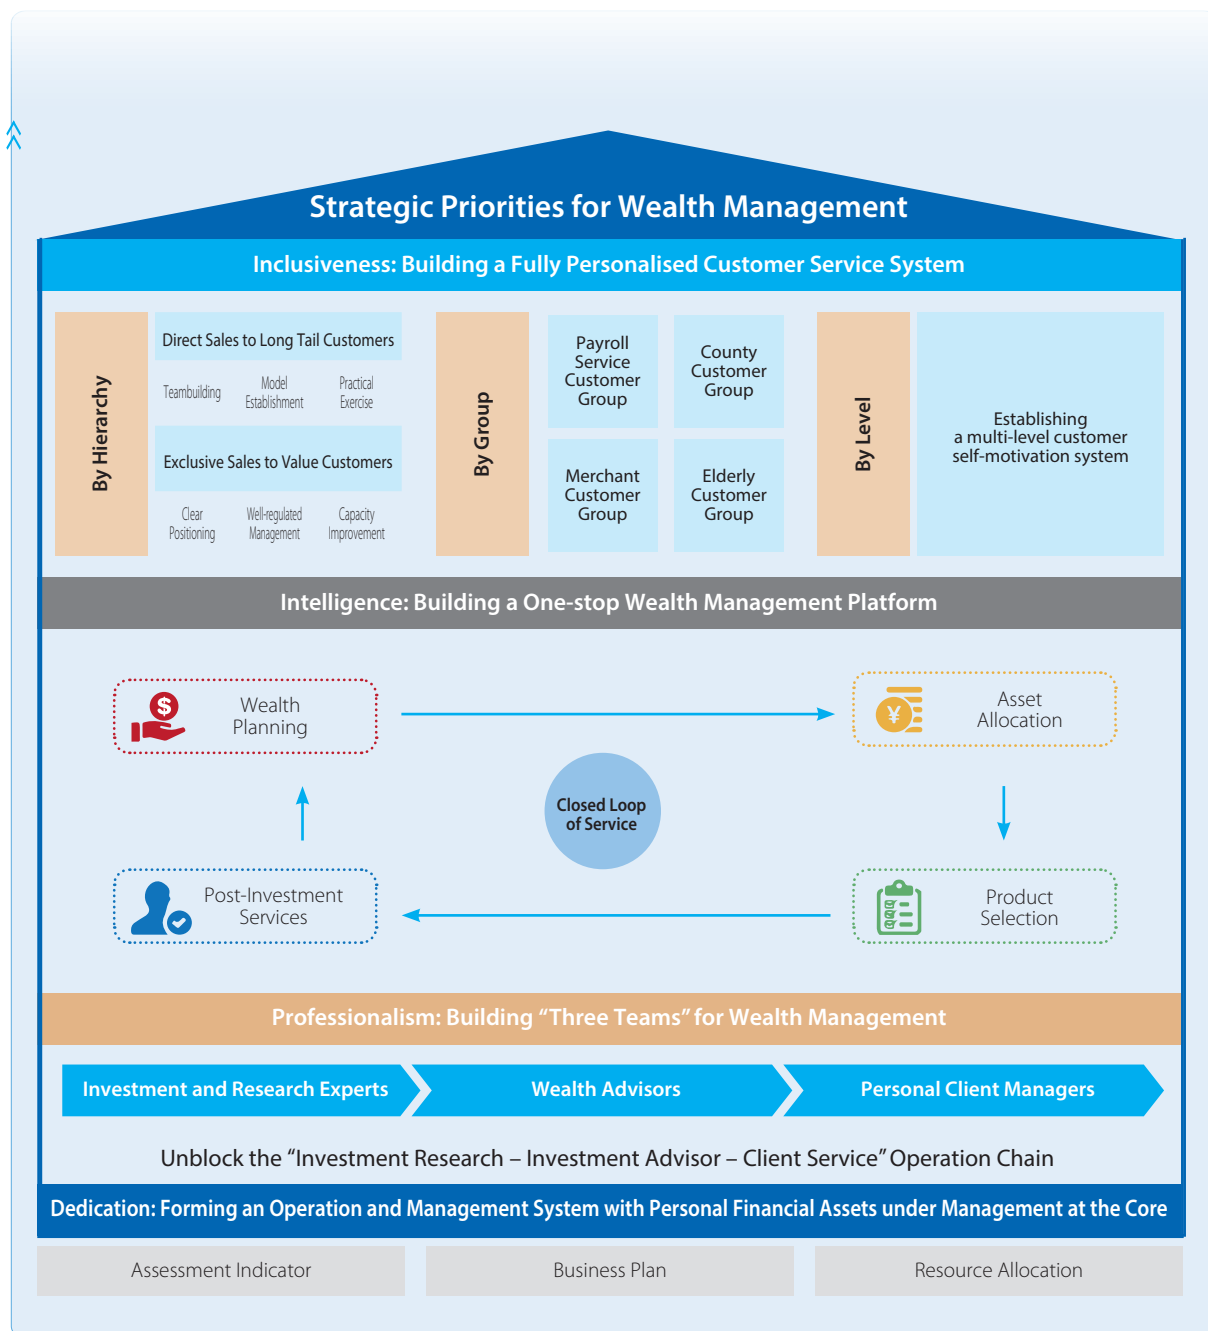 Strategic Priorities for Wealth Management
Inclusiveness: Building a Fully Personalised Customer Service System
By Hierarchy
Direct Sales to Long Tail Customers
Teambuilding
Model
Establishment
Practical
Exercise
Exclusive Sales to Value Customers
Clear
Positioning
Well-regulated
Management
Capacity
Improvement
By Group
Payroll
Service
Customer
Group
County
Customer
Group
Merchant
Customer
Group
Elderly
Customer
Group
By Level
Establishing
a multi-level customer
self-motivation system
Intelligence: Building a One-stop Wealth Management Platform
$
Wealth
Planning
¥
Asset
Allocation
Closed Loop
of Service
Post-Investment
Services
Product
Selection
Professionalism: Building “Three Teams” for Wealth Management
Investment and Research Experts
Wealth Advisors
Personal Client Managers
Unblock the “Investment Research – Investment Advisor – Client Service” Operation Chain
Dedication: Forming an Operation and Management System with Personal Financial Assets under Management at the Core
Assessment Indicator
Business Plan
Resource Allocation